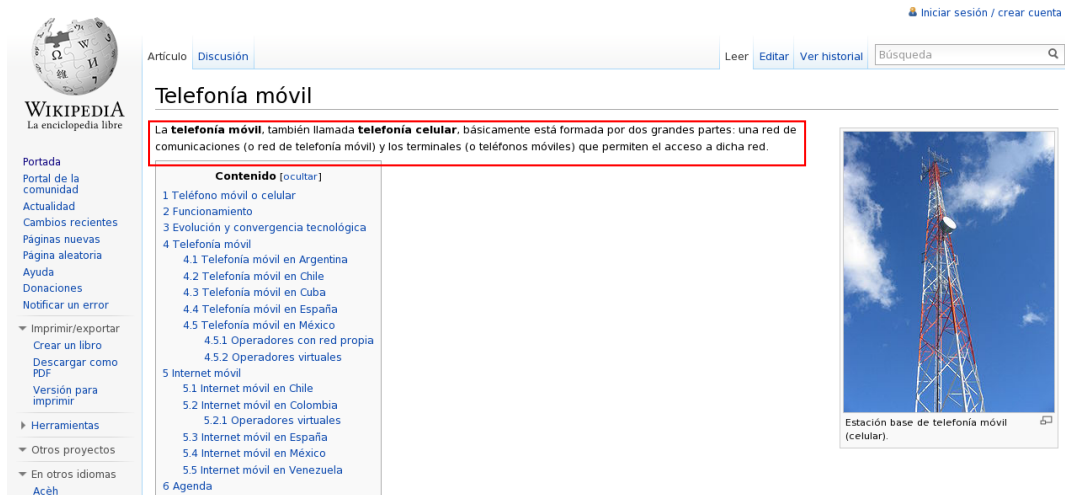 Iniciar sesión / crear cuenta
Artículo
Discusión
Leer
Editar
Ver historial
Búsqueda
WIKIPEDIA
La enciclopedia libre
Portada
Portal de la
comunidad
Actualidad
Cambios recientes
Páginas nuevas
Página aleatoria
Ayuda
Donaciones
Notificar un error
Imprimir/exportar
Crear un libro
Descargar como
PDF
Versión para
imprimir
Herramientas
Otros proyectos
En otros idiomas
Acèh
Telefonía móvil
La telefonía móvil, también llamada telefonía celular, básicamente está formada por dos grandes partes: una red de
comunicaciones (o red de telefonía móvil) y los terminales (o teléfonos móviles) que permiten el acceso a dicha red.
Contenido [ocultar]
1 Teléfono móvil o celular
2 Funcionamiento
3 Evolución y convergencia tecnológica
4 Telefonía móvil
4.1 Telefonía móvil en Argentina
4.2 Telefonía móvil en Chile
4.3 Telefonía móvil en Cuba
4.4 Telefonía móvil en España
4.5 Telefonía móvil en México
4.5.1 Operadores con red propia
4.5.2 Operadores virtuales
5 Internet móvil
5.1 Internet móvil en Chile
5.2 Internet móvil en Colombia
5.2.1 Operadores virtuales
5.3 Internet móvil en España
5.4 Internet móvil en México
5.5 Internet móvil en Venezuela
6 Agenda
Estación base de telefonía móvil
(celular).